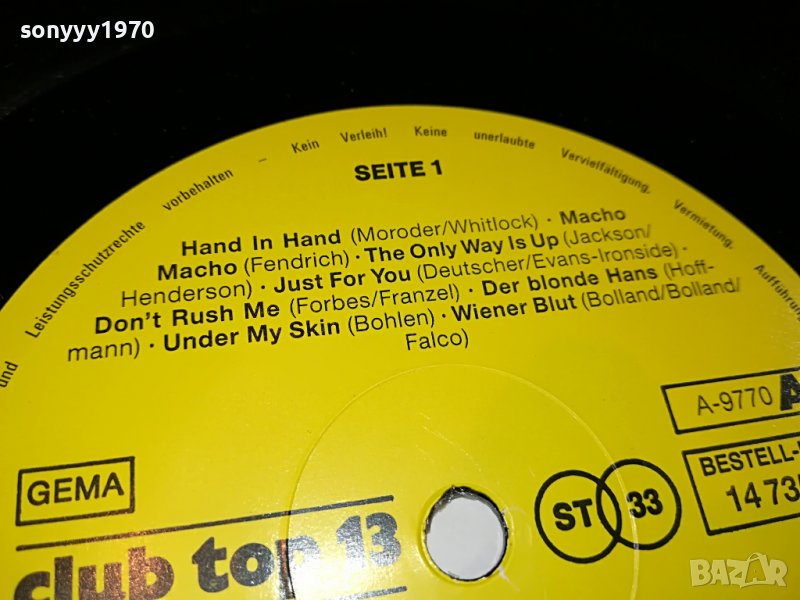 sonyyy1970
und Leistungsschutzrechte vorbehalten – Kein Verleih! Keine unerlaubte Vervielfältigung, Vermietung, Aufführung
SEITE 1
Hand In Hand (Moroder/Whitlock) · Macho
Macho (Fendrich) · The Only Way Is Up (Jackson/
Henderson) · Just For You (Deutscher/Evans-Ironside) ·
Don't Rush Me (Forbes/Franzel) · Der blonde Hans (Hoff-
mann) · Under My Skin (Bohlen) · Wiener Blut (Bolland/Bolland/
Falco)
A-9770 A
GEMA
ST 33
BESTELL-
14 73
club top 13
BAZAR